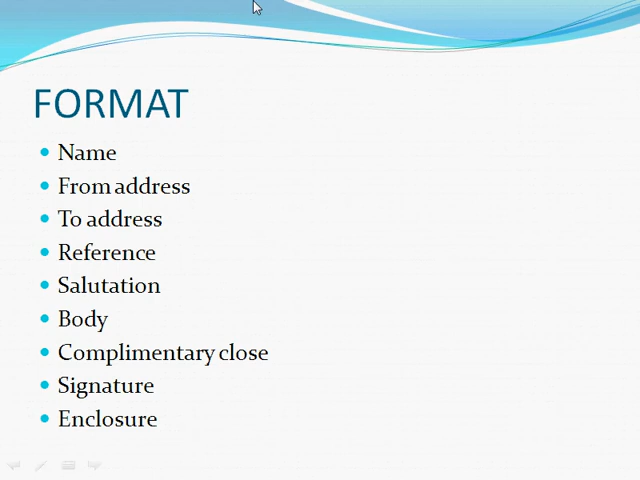 FORMAT
Name
From address
To address
Reference
Salutation
Body
Complimentary close
Signature
Enclosure